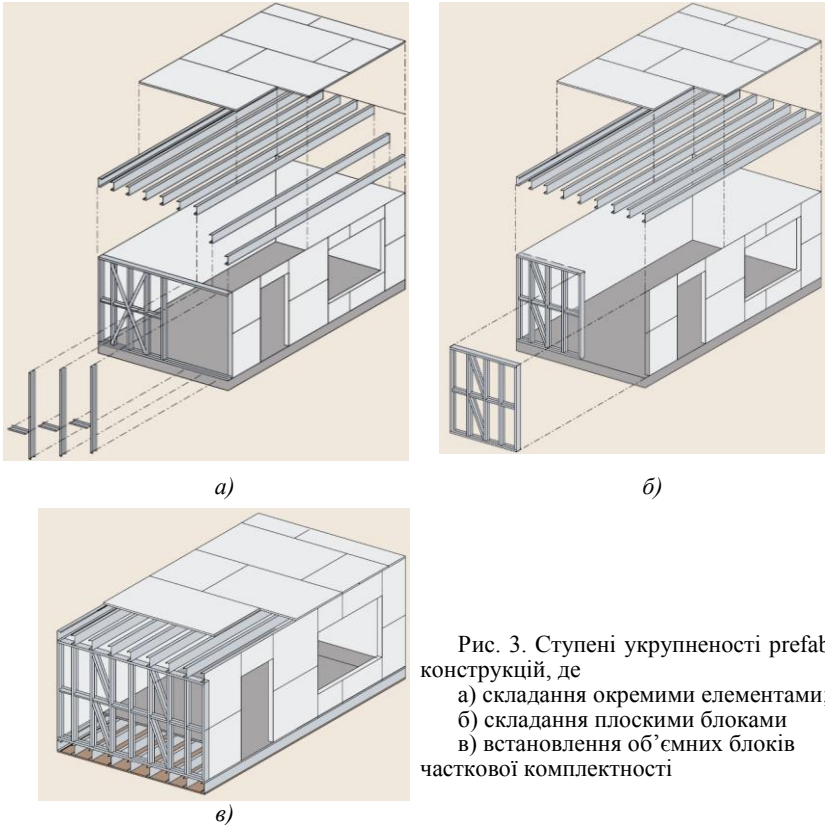 а)
б)
в)
Рис. 3. Ступені укрупненості prefab
конструкцій, де
а) складання окремими елементами;
б) складання плоскими блоками
в) встановлення об’ємних блоків
часткової комплектності